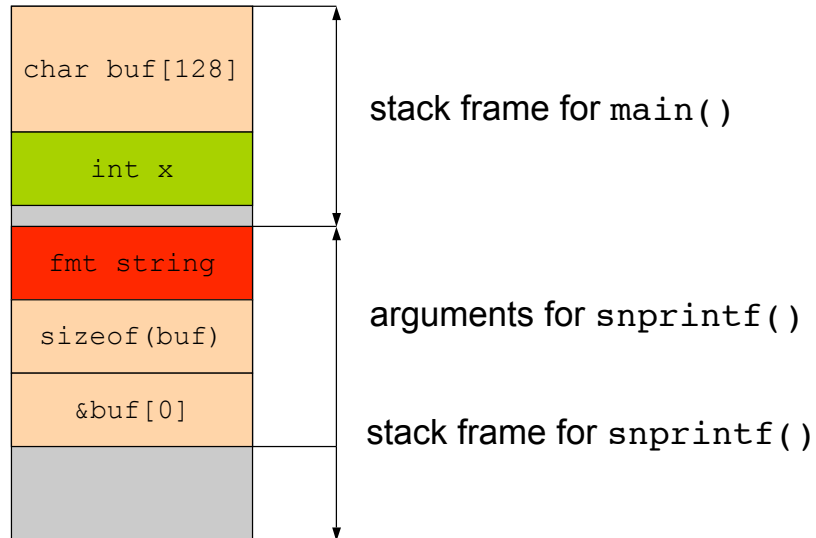 char buf[128]
stack frame for main()
int x
fmt string
arguments for snprintf()
sizeof(buf)
&buf[0]
stack frame for snprintf()